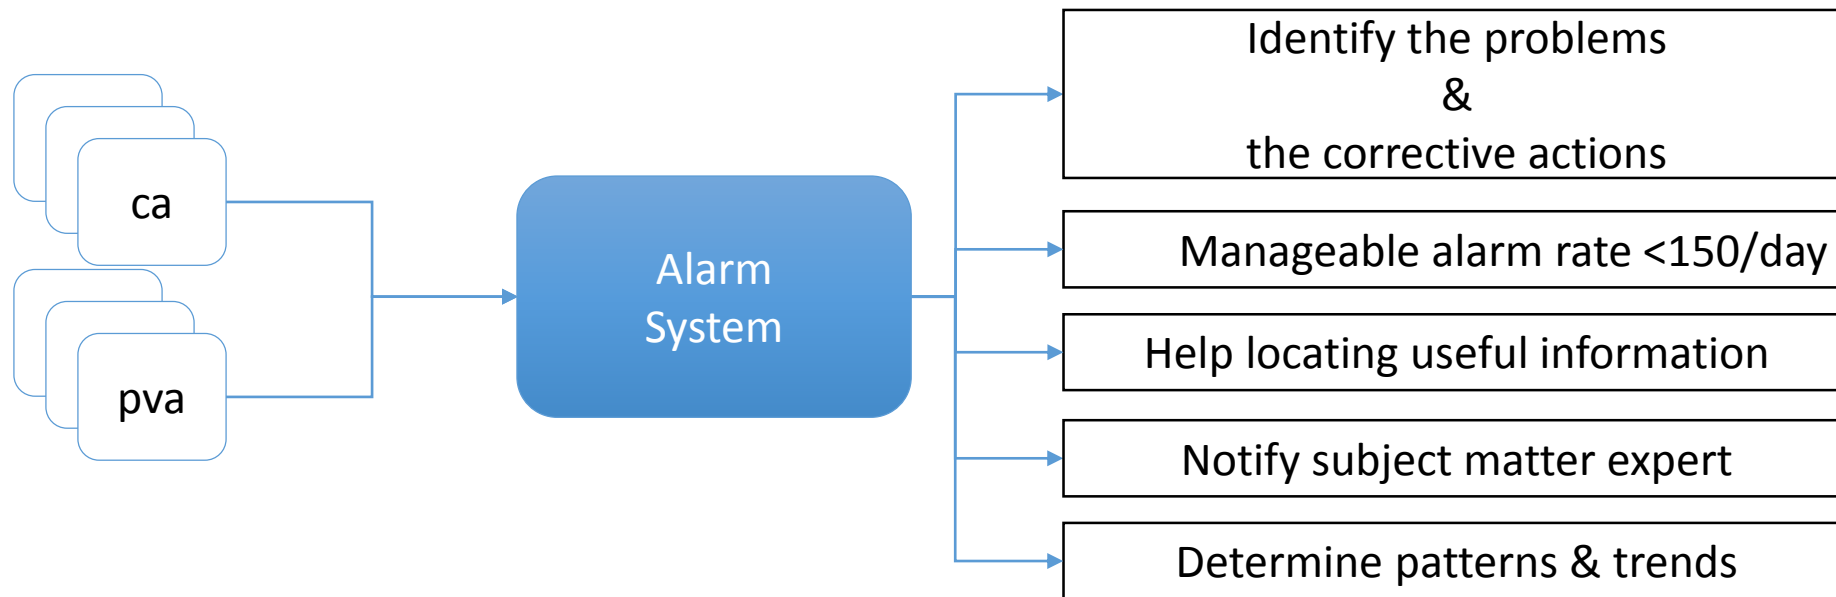 ca
pva
Alarm
System
Identify the problems
&
the corrective actions
Manageable alarm rate <150/day
Help locating useful information
Notify subject matter expert
Determine patterns & trends